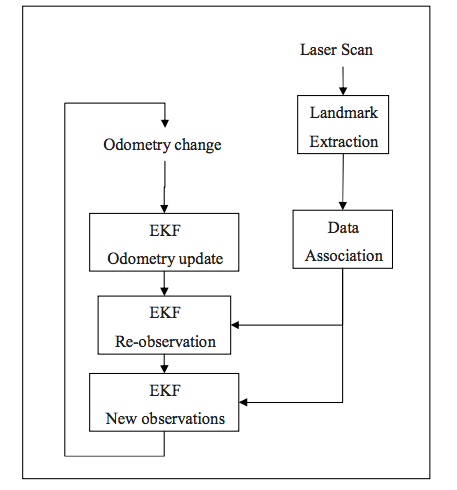 Laser Scan
Landmark
Extraction
Odometry change
EKF
Odometry update
Data
Association
EKF
Re-observation
EKF
New observations